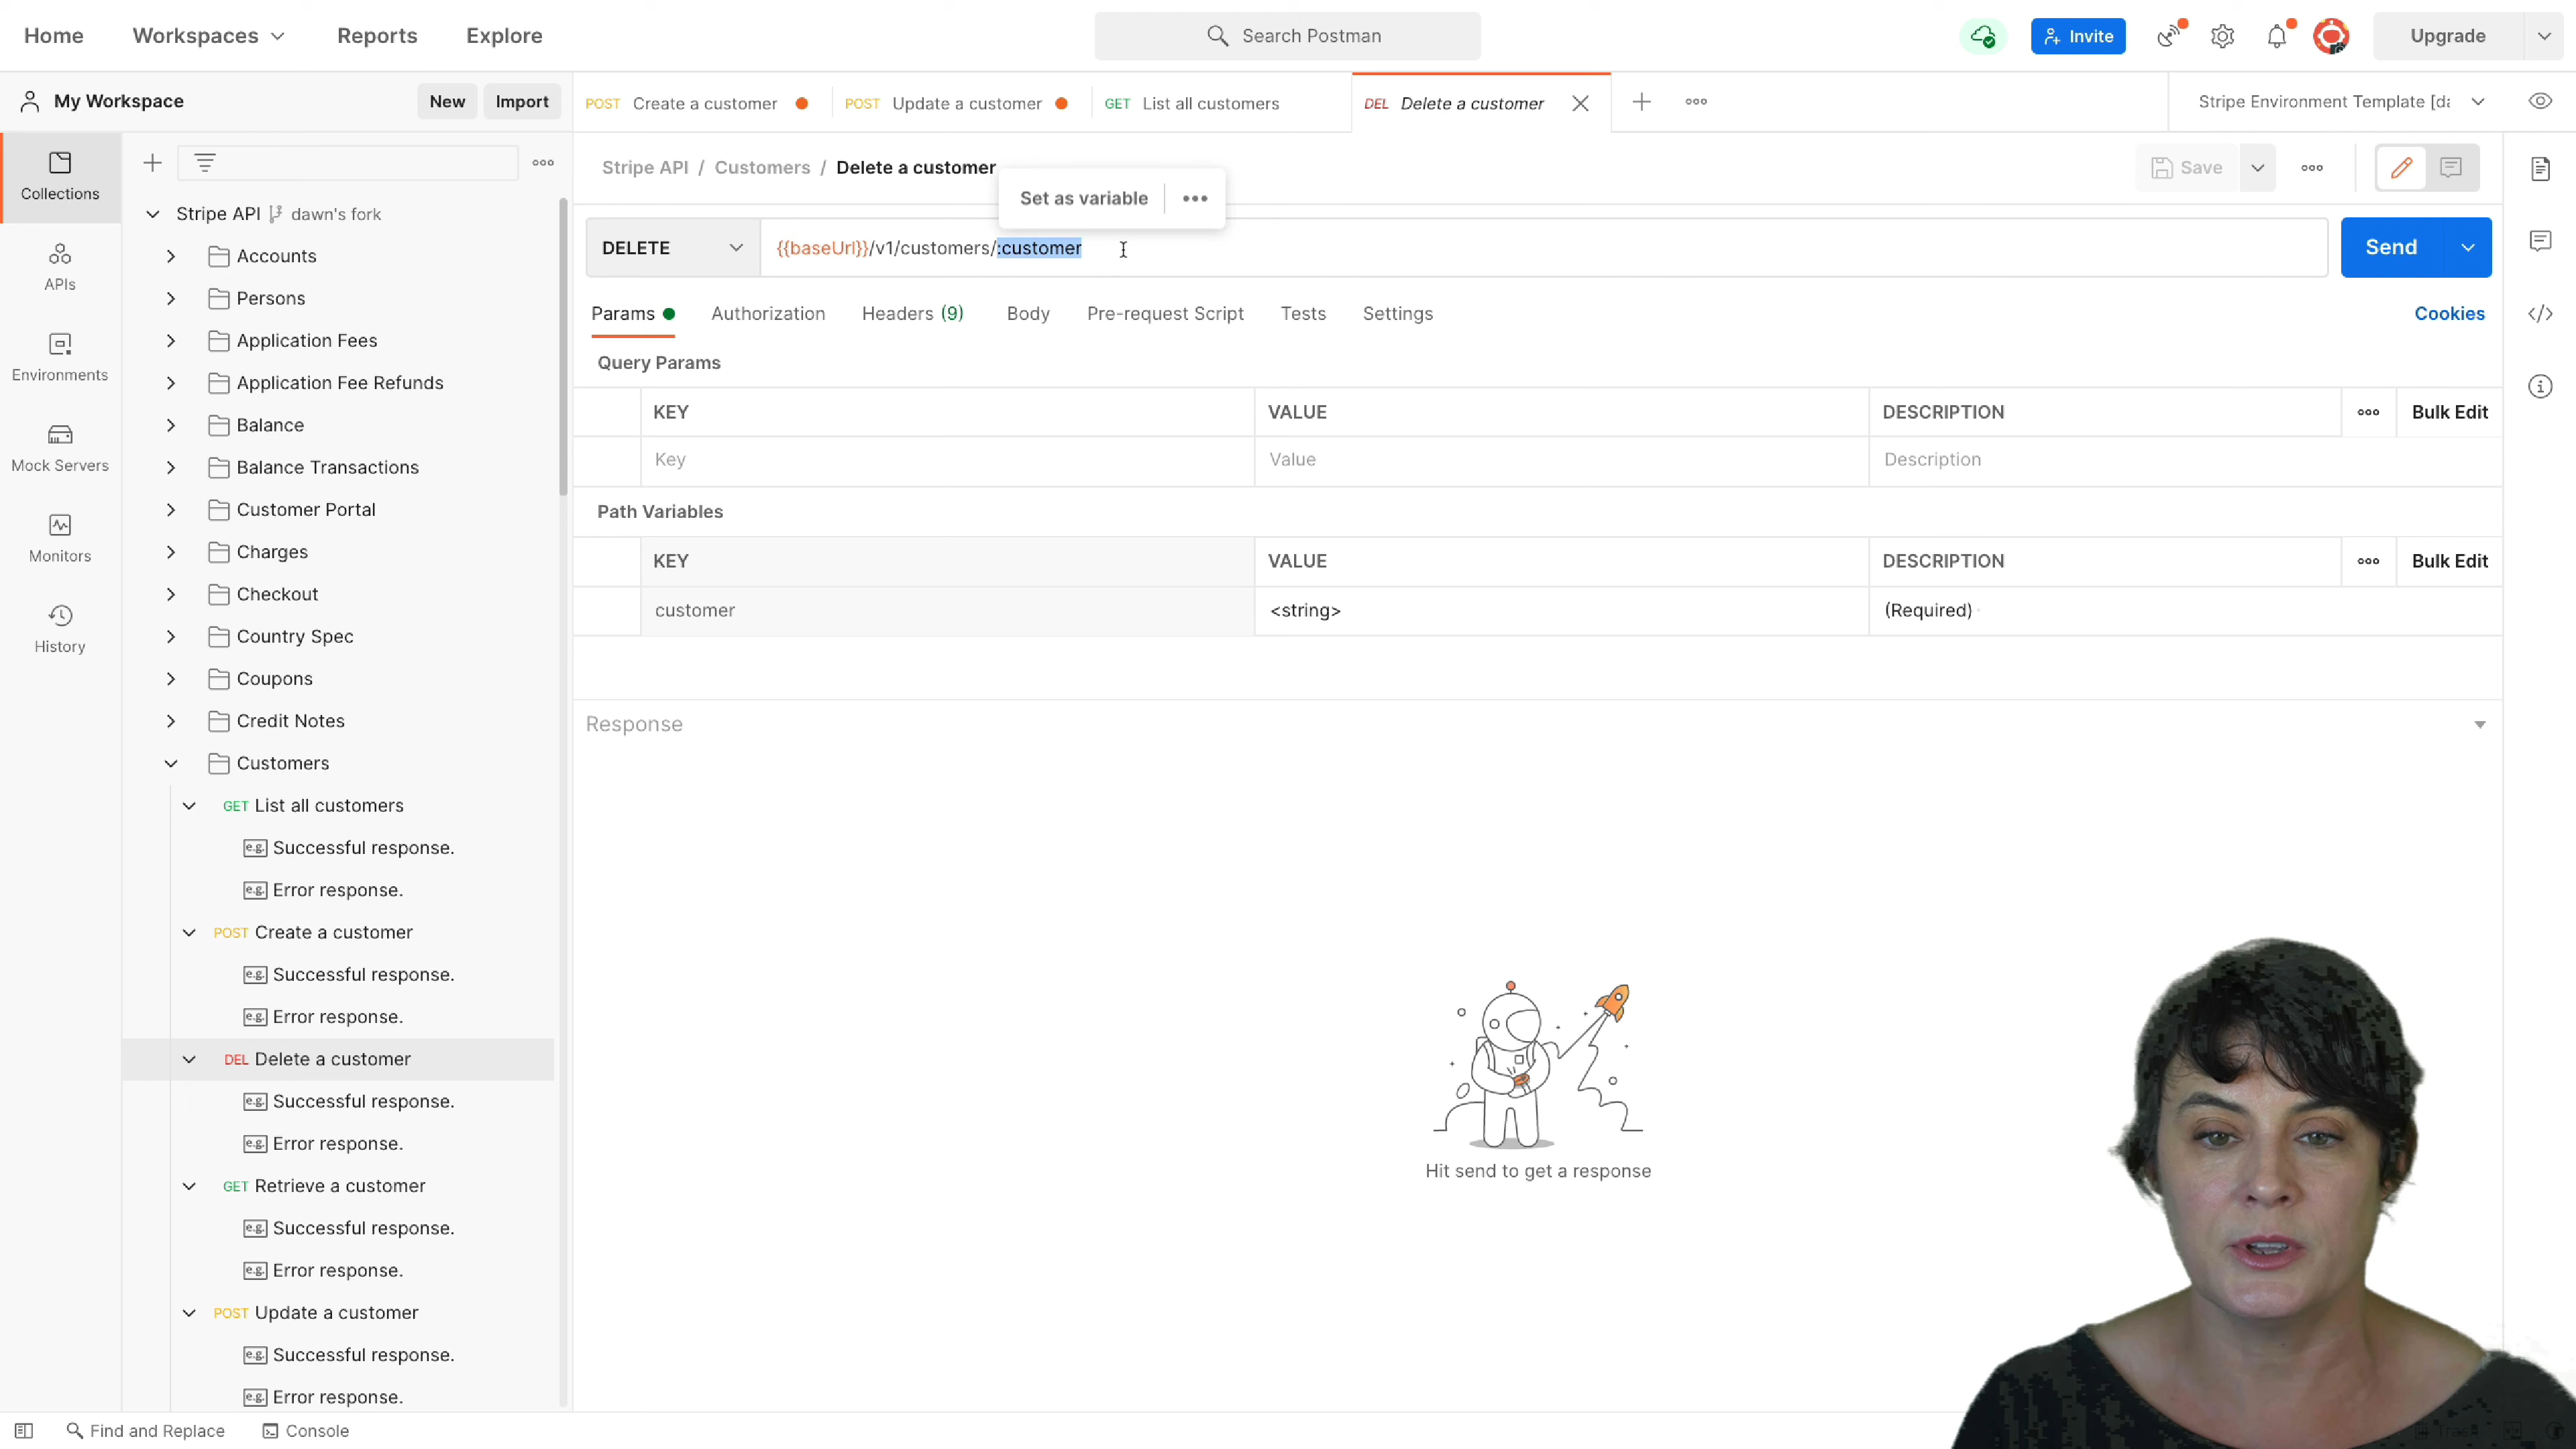 Home Workspaces Reports Explore Search Postman Invite Upgrade
My Workspace New Import POST Create a customer POST Update a customer GET List all customers DEL Delete a customer Stripe Environment Template [da
Collections
APIs
Environments
Mock Servers
Monitors
History
Stripe API dawn's fork
Accounts
Persons
Application Fees
Application Fee Refunds
Balance
Balance Transactions
Customer Portal
Charges
Checkout
Country Spec
Coupons
Credit Notes
Customers
GET List all customers
e.g. Successful response.
e.g. Error response.
POST Create a customer
e.g. Successful response.
e.g. Error response.
DEL Delete a customer
e.g. Successful response.
e.g. Error response.
GET Retrieve a customer
e.g. Successful response.
e.g. Error response.
POST Update a customer
e.g. Successful response.
e.g. Error response.
Stripe API / Customers / Delete a customer Save
Set as variable
DELETE {{baseUrl}}/v1/customers/:customer Send
Params Authorization Headers (9) Body Pre-request Script Tests Settings Cookies
Query Params
KEY VALUE DESCRIPTION Bulk Edit
Key Value Description
Path Variables
KEY VALUE DESCRIPTION Bulk Edit
customer <string> (Required)
Response
Hit send to get a response
Find and Replace Console